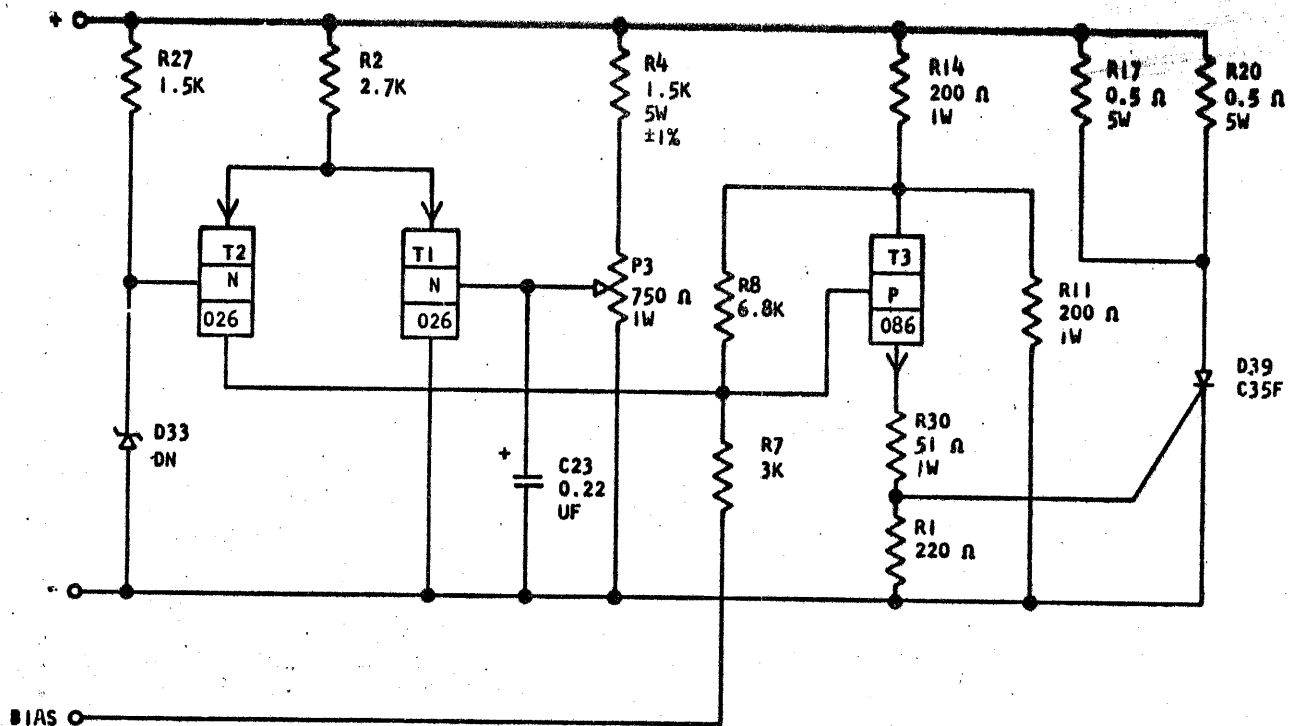 +
R27
1.5K
R2
2.7K
R4
1.5K
5W
±1%
R14
200 Ω
1W
R17
0.5 Ω
5W
R20
0.5 Ω
5W
T2
N
026
T1
N
026
P3
750 Ω
1W
R8
6.8K
T3
P
086
R11
200 Ω
1W
D39
C35F
D33
DN
+
C23
0.22
UF
R7
3K
R30
51 Ω
1W
R1
220 Ω
-
BIAS